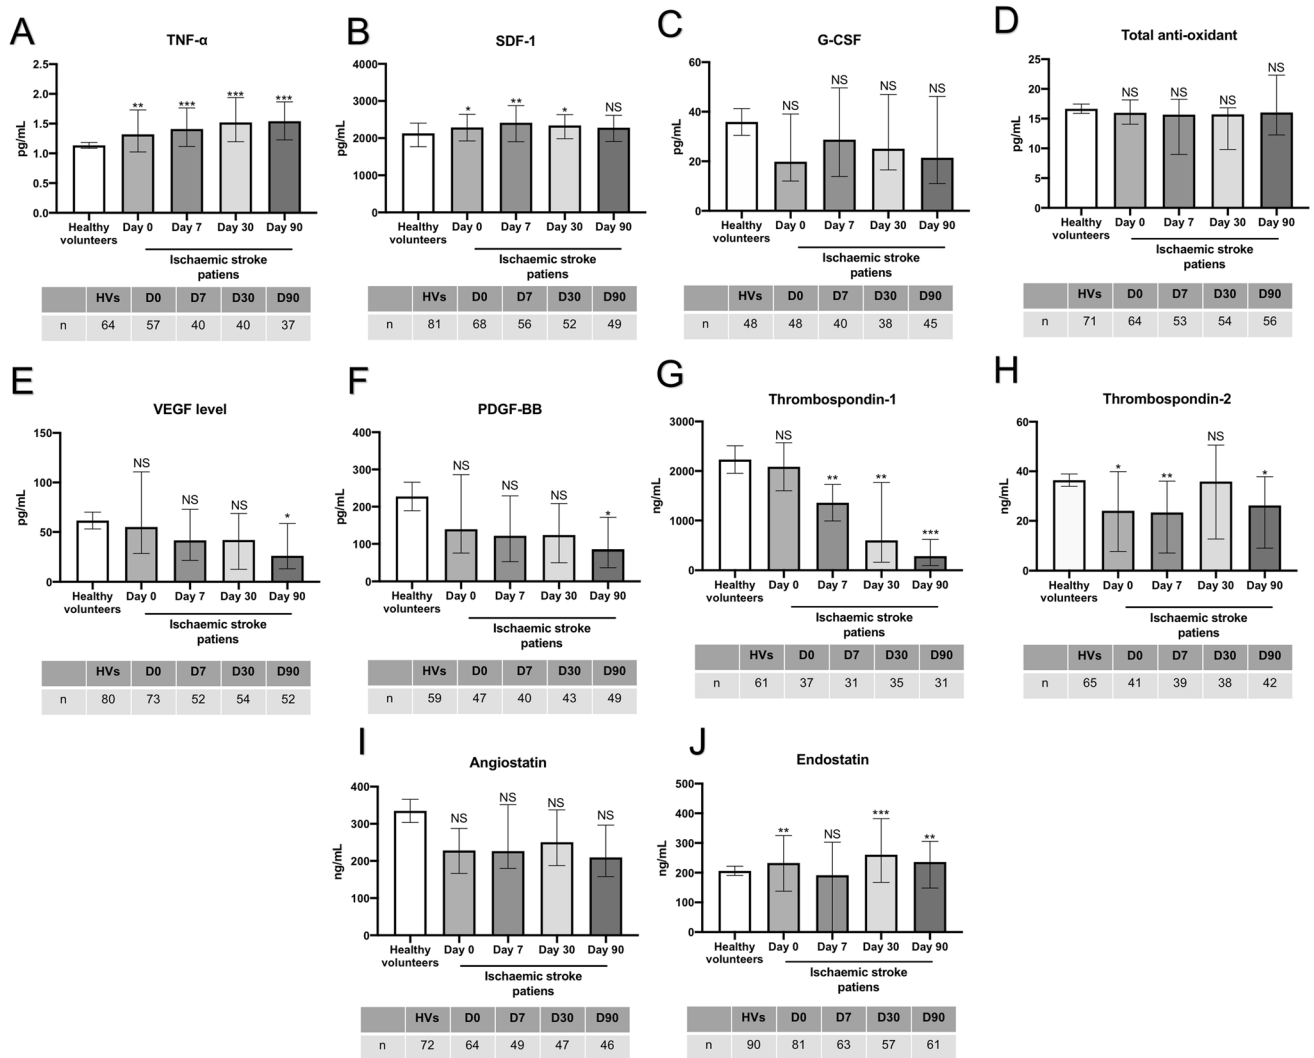 A
TNF-α
2.5
2.0
1.5
1.0
0.5
0.0
pg/mL
** *** *** ***
Healthy volunteers Day 0 Day 7 Day 30 Day 90
Ischaemic stroke
patiens
HVs D0 D7 D30 D90
n 64 57 40 40 37
B
SDF-1
4000
3000
2000
1000
0
pg/mL
* ** * NS
Healthy volunteers Day 0 Day 7 Day 30 Day 90
Ischaemic stroke
patiens
HVs D0 D7 D30 D90
n 81 68 56 52 49
C
G-CSF
60
40
20
0
pg/mL
NS NS NS NS
Healthy volunteers Day 0 Day 7 Day 30 Day 90
Ischaemic stroke
patiens
HVs D0 D7 D30 D90
n 48 48 40 38 45
D
Total anti-oxidant
25
20
15
10
5
0
pg/mL
NS NS NS NS
Healthy volunteers Day 0 Day 7 Day 30 Day 90
Ischaemic stroke
patiens
HVs D0 D7 D30 D90
n 71 64 53 54 56
E
VEGF level
150
100
50
0
pg/mL
NS NS NS *
Healthy volunteers Day 0 Day 7 Day 30 Day 90
Ischaemic stroke
patiens
HVs D0 D7 D30 D90
n 80 73 52 54 52
F
PDGF-BB
400
300
200
100
0
pg/mL
NS NS NS *
Healthy volunteers Day 0 Day 7 Day 30 Day 90
Ischaemic stroke
patiens
HVs D0 D7 D30 D90
n 59 47 40 43 49
G
Thrombospondin-1
3000
2000
1000
0
ng/mL
NS ** ** ***
Healthy volunteers Day 0 Day 7 Day 30 Day 90
Ischaemic stroke
patiens
HVs D0 D7 D30 D90
n 61 37 31 35 31
H
Thrombospondin-2
60
40
20
0
ng/mL
* ** NS *
Healthy volunteers Day 0 Day 7 Day 30 Day 90
Ischaemic stroke
patiens
HVs D0 D7 D30 D90
n 65 41 39 38 42
I
Angiostatin
400
300
200
100
0
ng/mL
NS NS NS NS
Healthy volunteers Day 0 Day 7 Day 30 Day 90
Ischaemic stroke
patiens
HVs D0 D7 D30 D90
n 72 64 49 47 46
J
Endostatin
500
400
300
200
100
0
ng/mL
** NS *** **
Healthy volunteers Day 0 Day 7 Day 30 Day 90
Ischaemic stroke
patiens
HVs D0 D7 D30 D90
n 90 81 63 57 61